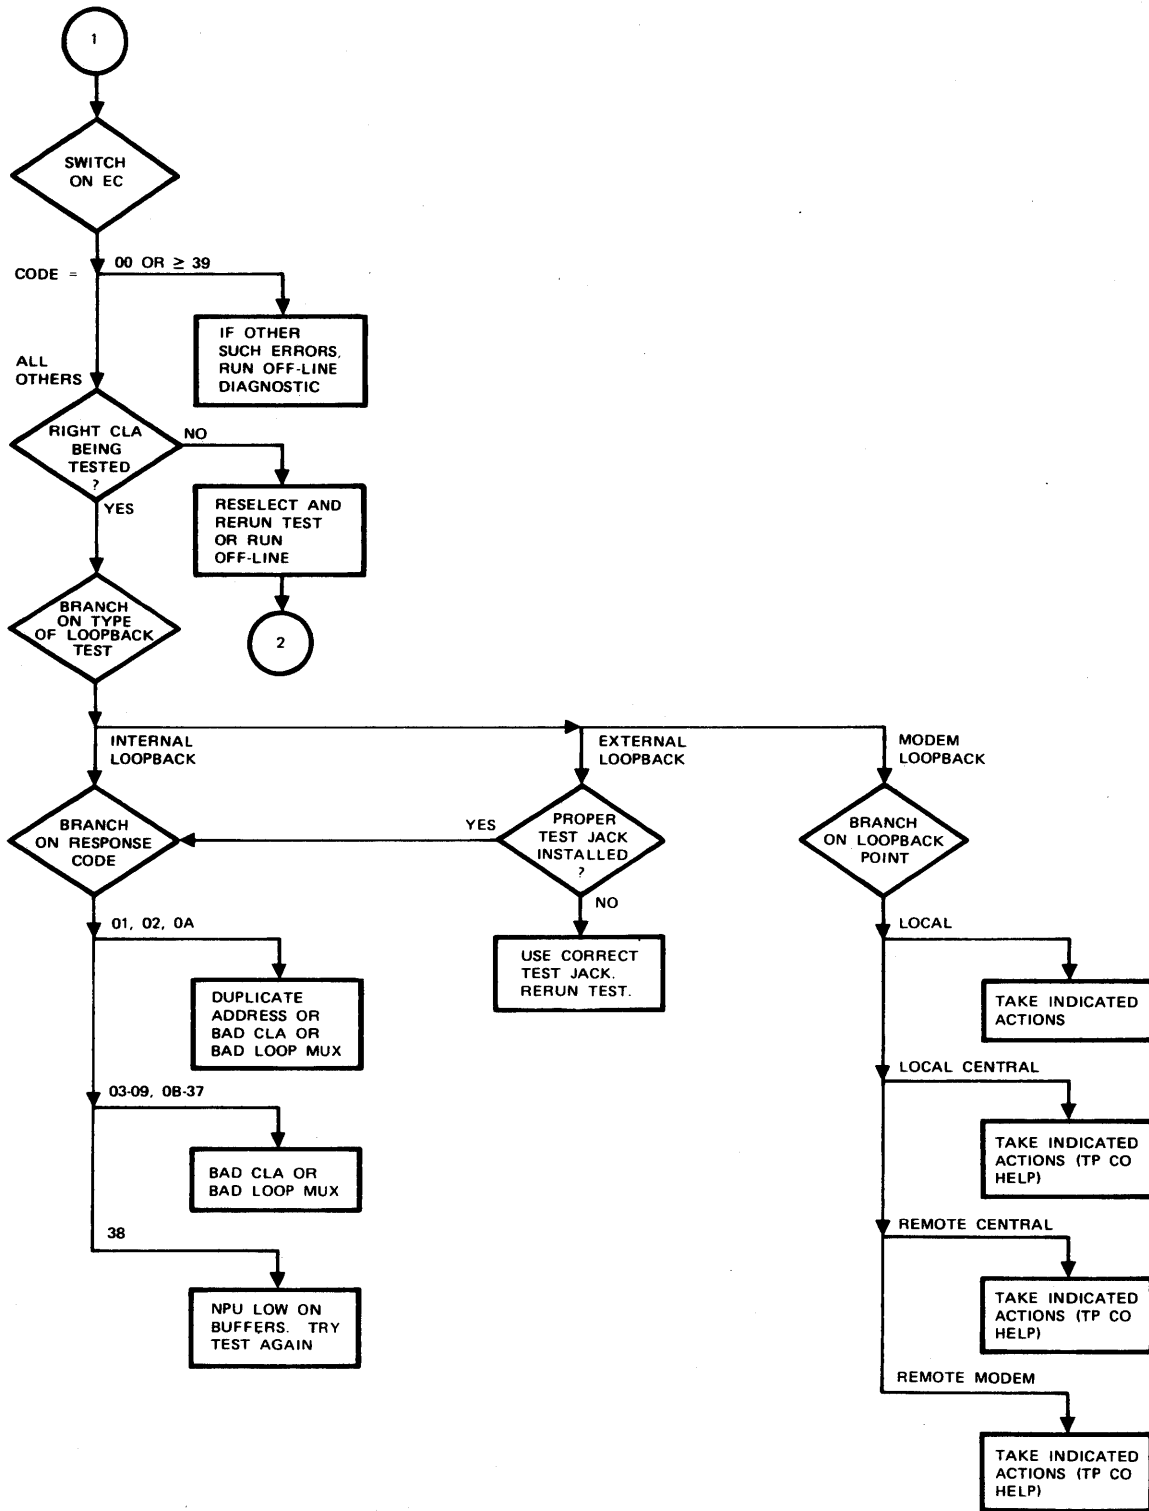 1
SWITCH
ON EC
CODE =
00 OR ≥ 39
IF OTHER
SUCH ERRORS,
RUN OFF-LINE
DIAGNOSTIC
ALL
OTHERS
RIGHT CLA
BEING
TESTED
?
NO
YES
RESELECT AND
RERUN TEST
OR RUN
OFF-LINE
2
BRANCH
ON TYPE
OF LOOPBACK
TEST
INTERNAL
LOOPBACK
EXTERNAL
LOOPBACK
MODEM
LOOPBACK
BRANCH
ON RESPONSE
CODE
YES
PROPER
TEST JACK
INSTALLED
?
NO
BRANCH
ON LOOPBACK
POINT
01, 02, 0A
DUPLICATE
ADDRESS OR
BAD CLA OR
BAD LOOP MUX
USE CORRECT
TEST JACK.
RERUN TEST.
LOCAL
TAKE INDICATED
ACTIONS
03-09, 0B-37
BAD CLA OR
BAD LOOP MUX
LOCAL CENTRAL
TAKE INDICATED
ACTIONS (TP CO
HELP)
38
NPU LOW ON
BUFFERS. TRY
TEST AGAIN
REMOTE CENTRAL
TAKE INDICATED
ACTIONS (TP CO
HELP)
REMOTE MODEM
TAKE INDICATED
ACTIONS (TP CO
HELP)